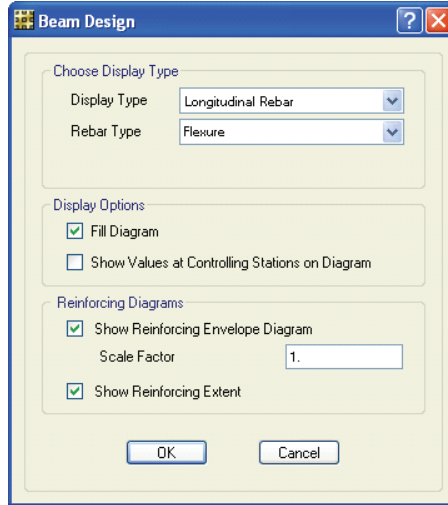 Beam Design
Choose Display Type
Display Type Longitudinal Rebar
Rebar Type Flexure
Display Options
Fill Diagram
Show Values at Controlling Stations on Diagram
Reinforcing Diagrams
Show Reinforcing Envelope Diagram
Scale Factor 1.
Show Reinforcing Extent
OK Cancel